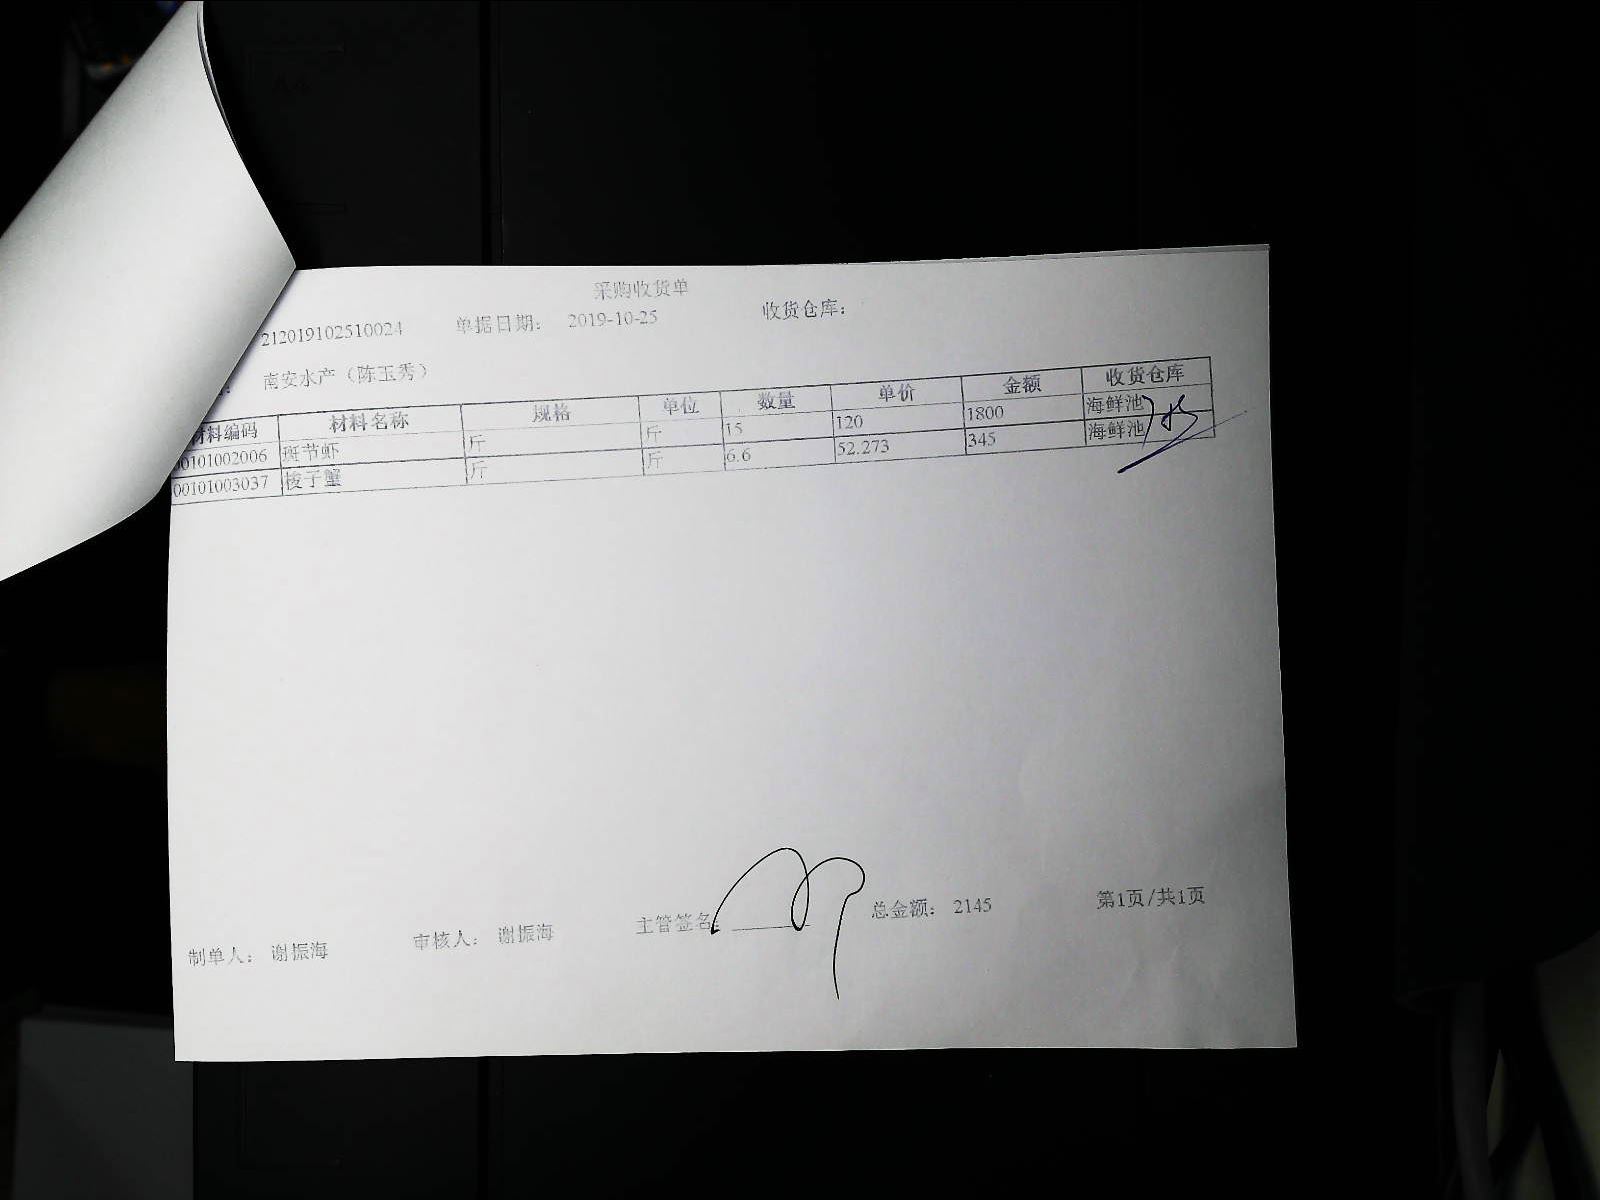 采购收货单
212019102510024 单据日期: 2019-10-25 收货仓库:
南安水产（陈玉秀）
材料编码 材料名称 规格 单位 数量 单价 金额 收货仓库
00101002006 斑节虾 斤 斤 15 120 1800 海鲜池
00101003037 梭子蟹 斤 斤 6.6 52.273 345 海鲜池
制单人: 谢振海 审核人: 谢振海 主管签名: 总金额: 2145 第1页/共1页